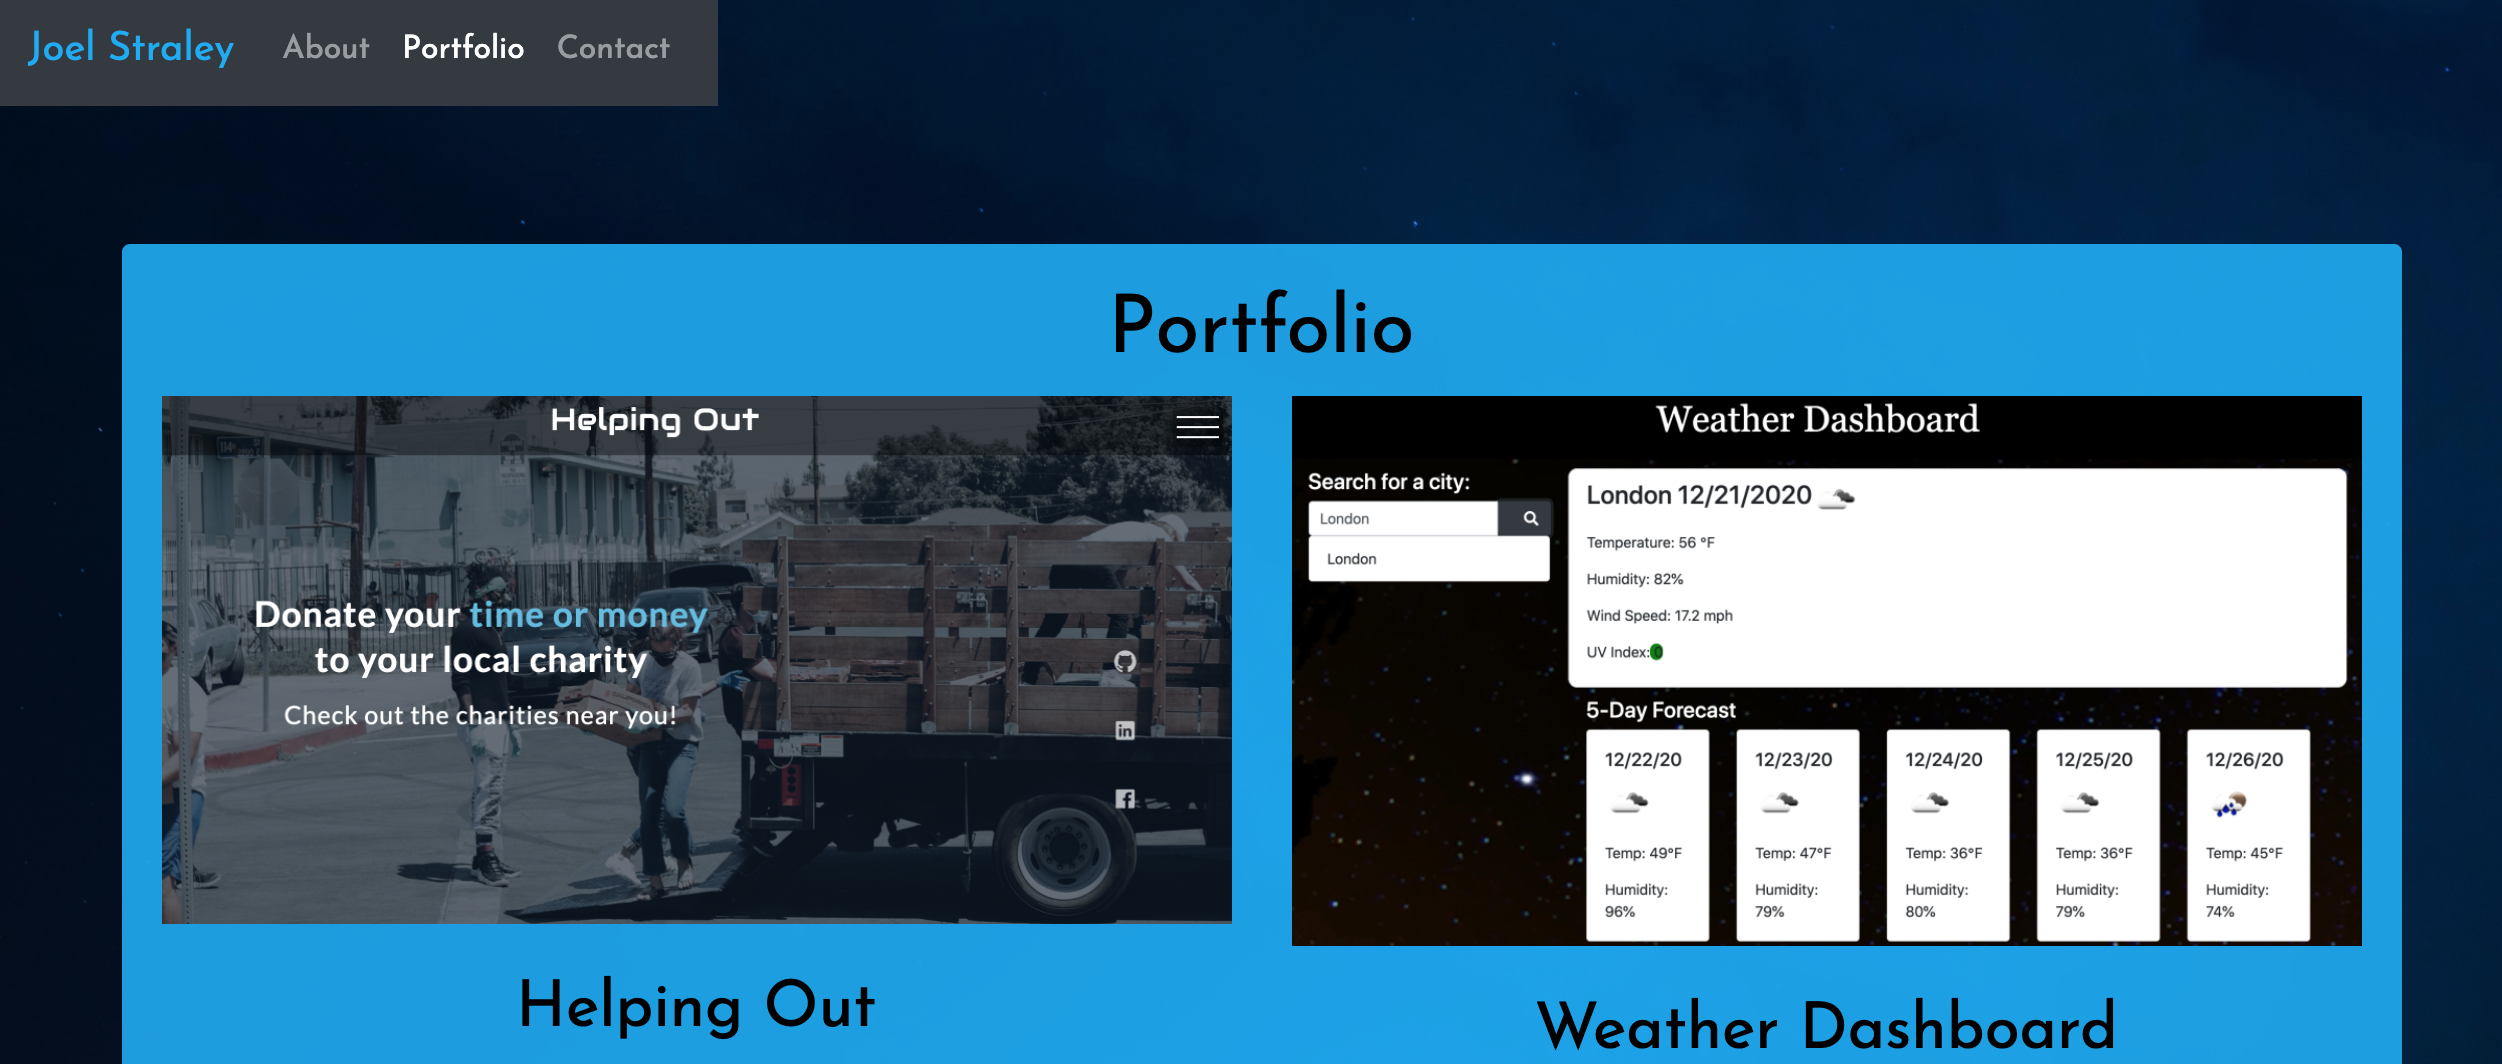 Joel Straley About Portfolio Contact
Portfolio
Helping Out
Donate your time or money
to your local charity
Check out the charities near you!
Helping Out
Weather Dashboard
Search for a city:
London
London
London 12/21/2020
Temperature: 56 °F
Humidity: 82%
Wind Speed: 17.2 mph
UV Index: 0
5-Day Forecast
12/22/20
Temp: 49°F
Humidity:
96%
12/23/20
Temp: 47°F
Humidity:
79%
12/24/20
Temp: 36°F
Humidity:
80%
12/25/20
Temp: 36°F
Humidity:
79%
12/26/20
Temp: 45°F
Humidity:
74%
Weather Dashboard